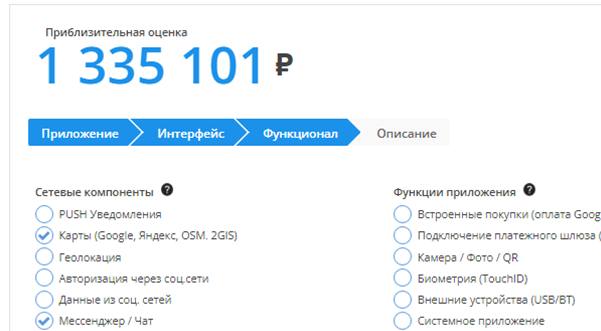 Приблизительная оценка
1 335 101 ₽
Приложение Интерфейс Функционал Описание
Сетевые компоненты ?
PUSH Уведомления
Карты (Google, Яндекс, OSM. 2GIS)
Геолокация
Авторизация через соц.сети
Данные из соц. сетей
Мессенджер / Чат
Функции приложения ?
Встроенные покупки (оплата Goog
Подключение платежного шлюза (
Камера / Фото / QR
Биометрия (TouchID)
Внешние устройства (USB/BT)
Системное приложение